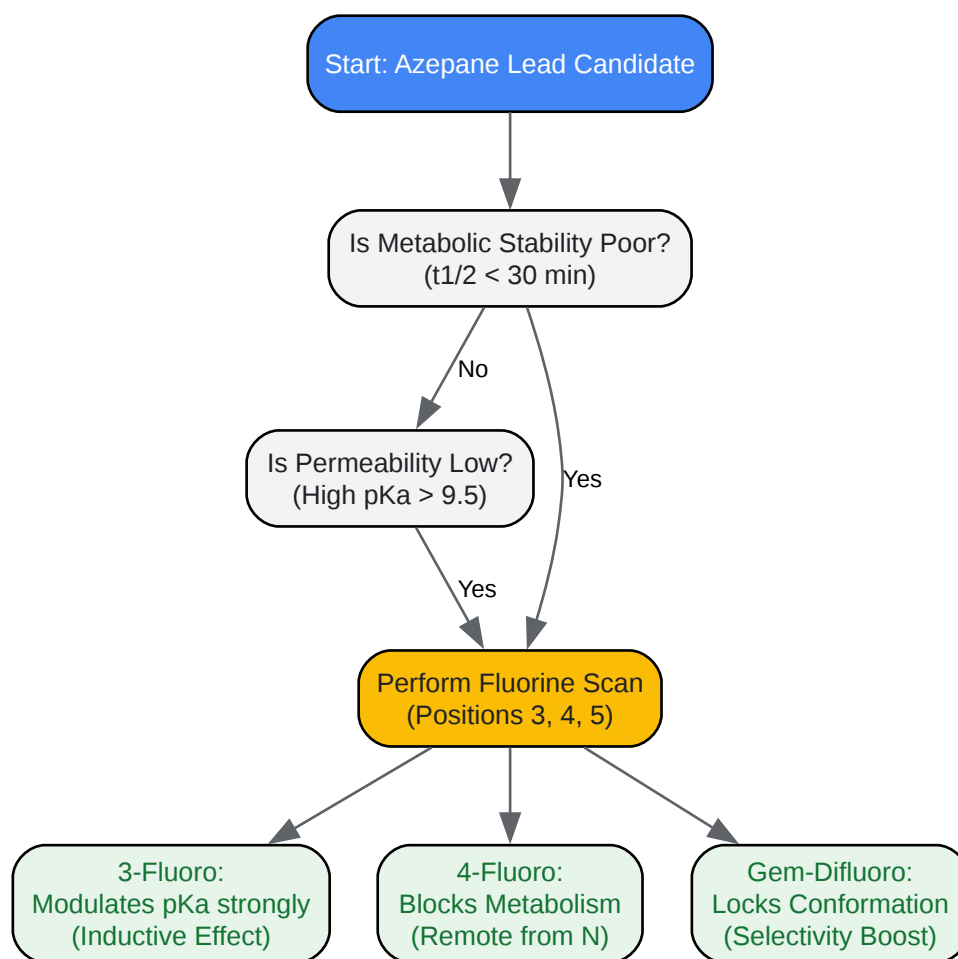 Start: Azepane Lead Candidate
Is Metabolic Stability Poor?
(t1/2 < 30 min)
No
Is Permeability Low?
(High pKa > 9.5)
Yes
Yes
Perform Fluorine Scan
(Positions 3, 4, 5)
3-Fluoro:
Modulates pKa strongly
(Inductive Effect)
4-Fluoro:
Blocks Metabolism
(Remote from N)
Gem-Difluoro:
Locks Conformation
(Selectivity Boost)